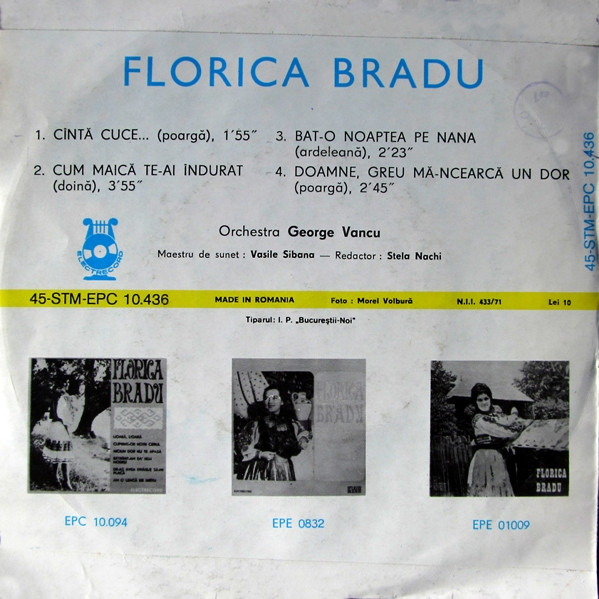 FLORICA BRADU
1. CÎNTĂ CUCE... (poargă), 1′55″
2. CUM MAICĂ TE-AI ÎNDURAT
(doină), 3′55″
3. BAT-O NOAPTEA PE NANA
(ardeleană), 2′23″
4. DOAMNE, GREU MĂ-NCEARCĂ UN DOR
(poargă), 2′45″
Orchestra George Vancu
Maestru de sunet : Vasile Sibana — Redactor : Stela Nachi
ELECTRECORD
45-STM-EPC 10.436
45-STM-EPC 10.436 MADE IN ROMANIA Foto : Morel Volbură N.I.I. 433/71 Lei 10
Tiparul: I. P. „Bucureştii-Noi"
FLORICA
BRADU
FLORICA
BRADU
FLORICA
BRADU
EPC 10.094
EPE 0832
EPE 01009